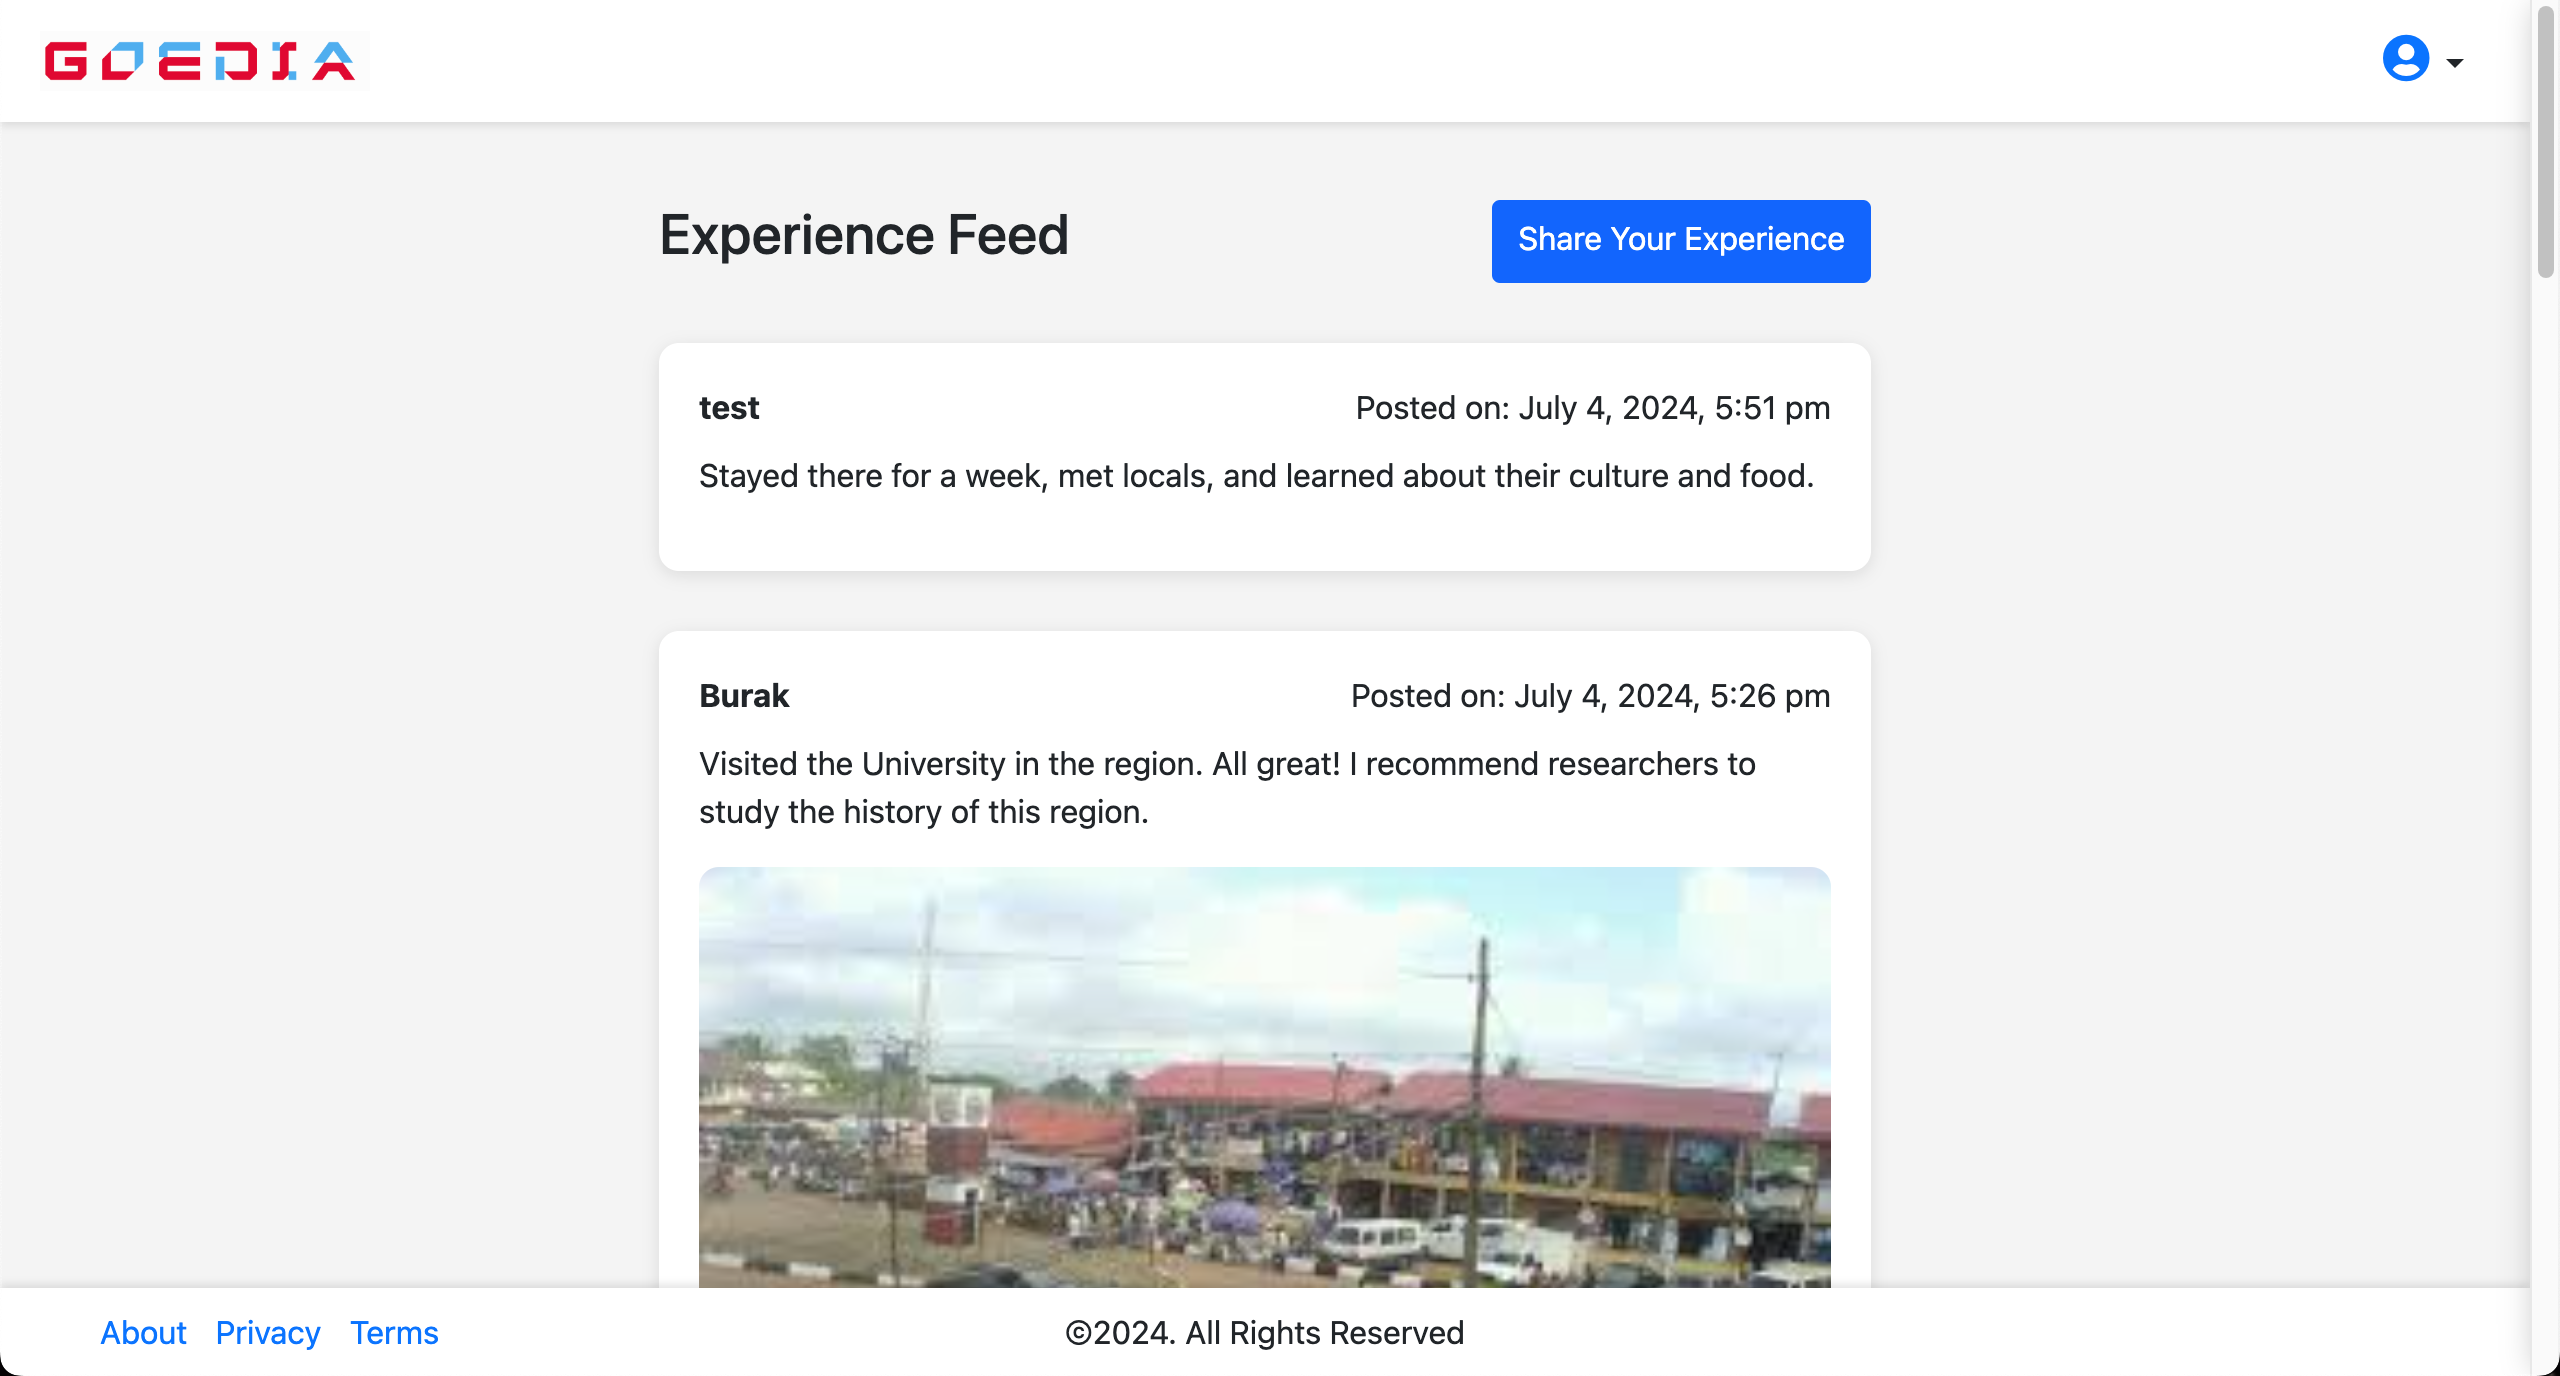 GOEDIA
Experience Feed
Share Your Experience
test
Posted on: July 4, 2024, 5:51 pm
Stayed there for a week, met locals, and learned about their culture and food.
Burak
Posted on: July 4, 2024, 5:26 pm
Visited the University in the region. All great! I recommend researchers to
study the history of this region.
About Privacy Terms
©2024. All Rights Reserved